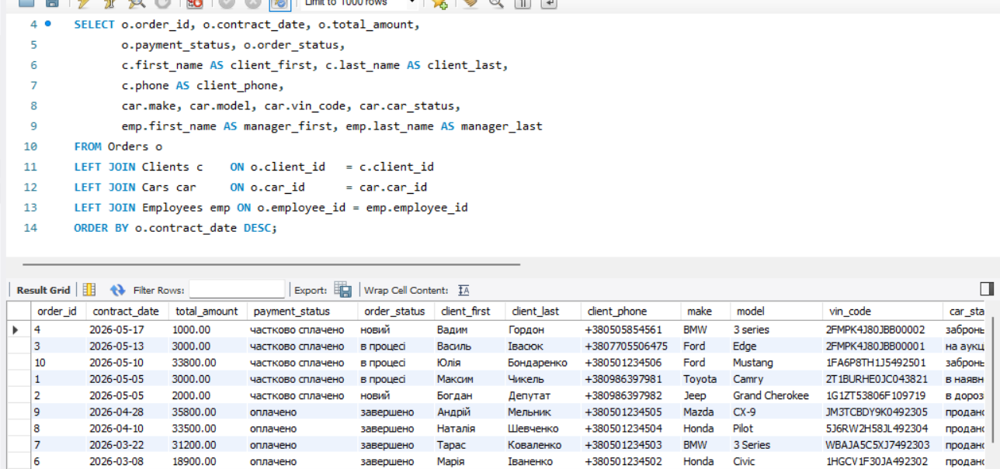 Limit to 1000 rows
4 SELECT o.order_id, o.contract_date, o.total_amount,
5 o.payment_status, o.order_status,
6 c.first_name AS client_first, c.last_name AS client_last,
7 c.phone AS client_phone,
8 car.make, car.model, car.vin_code, car.car_status,
9 emp.first_name AS manager_first, emp.last_name AS manager_last
10 FROM Orders o
11 LEFT JOIN Clients c ON o.client_id = c.client_id
12 LEFT JOIN Cars car ON o.car_id = car.car_id
13 LEFT JOIN Employees emp ON o.employee_id = emp.employee_id
14 ORDER BY o.contract_date DESC;
Result Grid Filter Rows: Export: Wrap Cell Content: IA
order_id contract_date total_amount payment_status order_status client_first client_last client_phone make model vin_code car_sta
4 2026-05-17 1000.00 частково сплачено новий Вадим Гордон +380505854561 BMW 3 series 2FMPK4J80JBB00002 заброны
3 2026-05-13 3000.00 частково сплачено в процесі Василь Івасюк +3807705506475 Ford Edge 2FMPK4J80JBB00001 на аукц
10 2026-05-10 33800.00 частково сплачено в процесі Юлія Бондаренко +380501234506 Ford Mustang 1FA6P8TH1J5492501 заброны
1 2026-05-05 3000.00 частково сплачено в процесі Максим Чикель +380986397981 Toyota Camry 2T1BURHE0JC043821 в наявн
2 2026-05-05 2000.00 частково сплачено новий Богдан Депутат +380986397982 Jeep Grand Cherokee 1G1ZT53806F109719 в дороз
9 2026-04-28 35800.00 оплачено завершено Андрій Мельник +380501234505 Mazda CX-9 JM3TCBDY9K0492305 продано
8 2026-04-10 33500.00 оплачено завершено Наталія Шевченко +380501234504 Honda Pilot 5J6RW2H58JL492304 продано
7 2026-03-22 31200.00 оплачено завершено Тарас Коваленко +380501234503 BMW 3 Series WBAJA5C5XJ7492303 продано
6 2026-03-08 18900.00 оплачено завершено Марія Іваненко +380501234502 Honda Civic 1HGCV1F30JA492302 продано